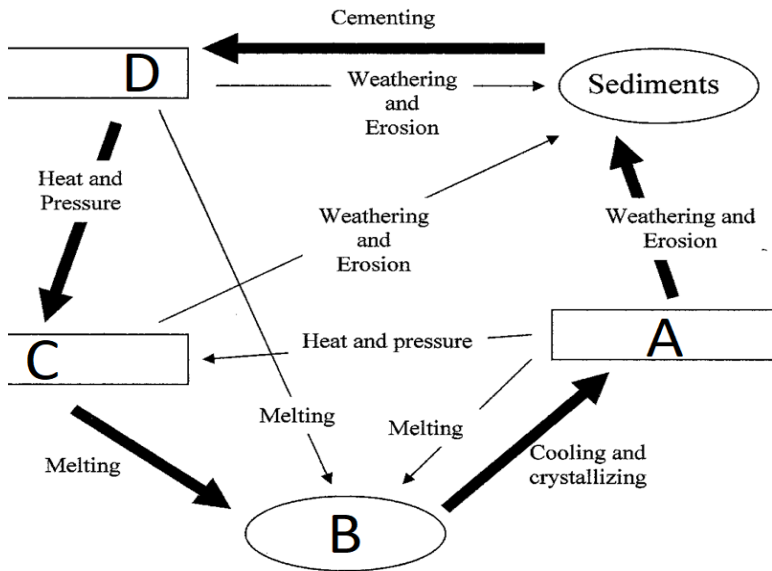 Cementing
D
Weathering
and
Erosion
Sediments
Heat and
Pressure
Weathering
and
Erosion
Weathering and
Erosion
C
Heat and pressure
A
Melting
Melting
Melting
Cooling and
crystallizing
B